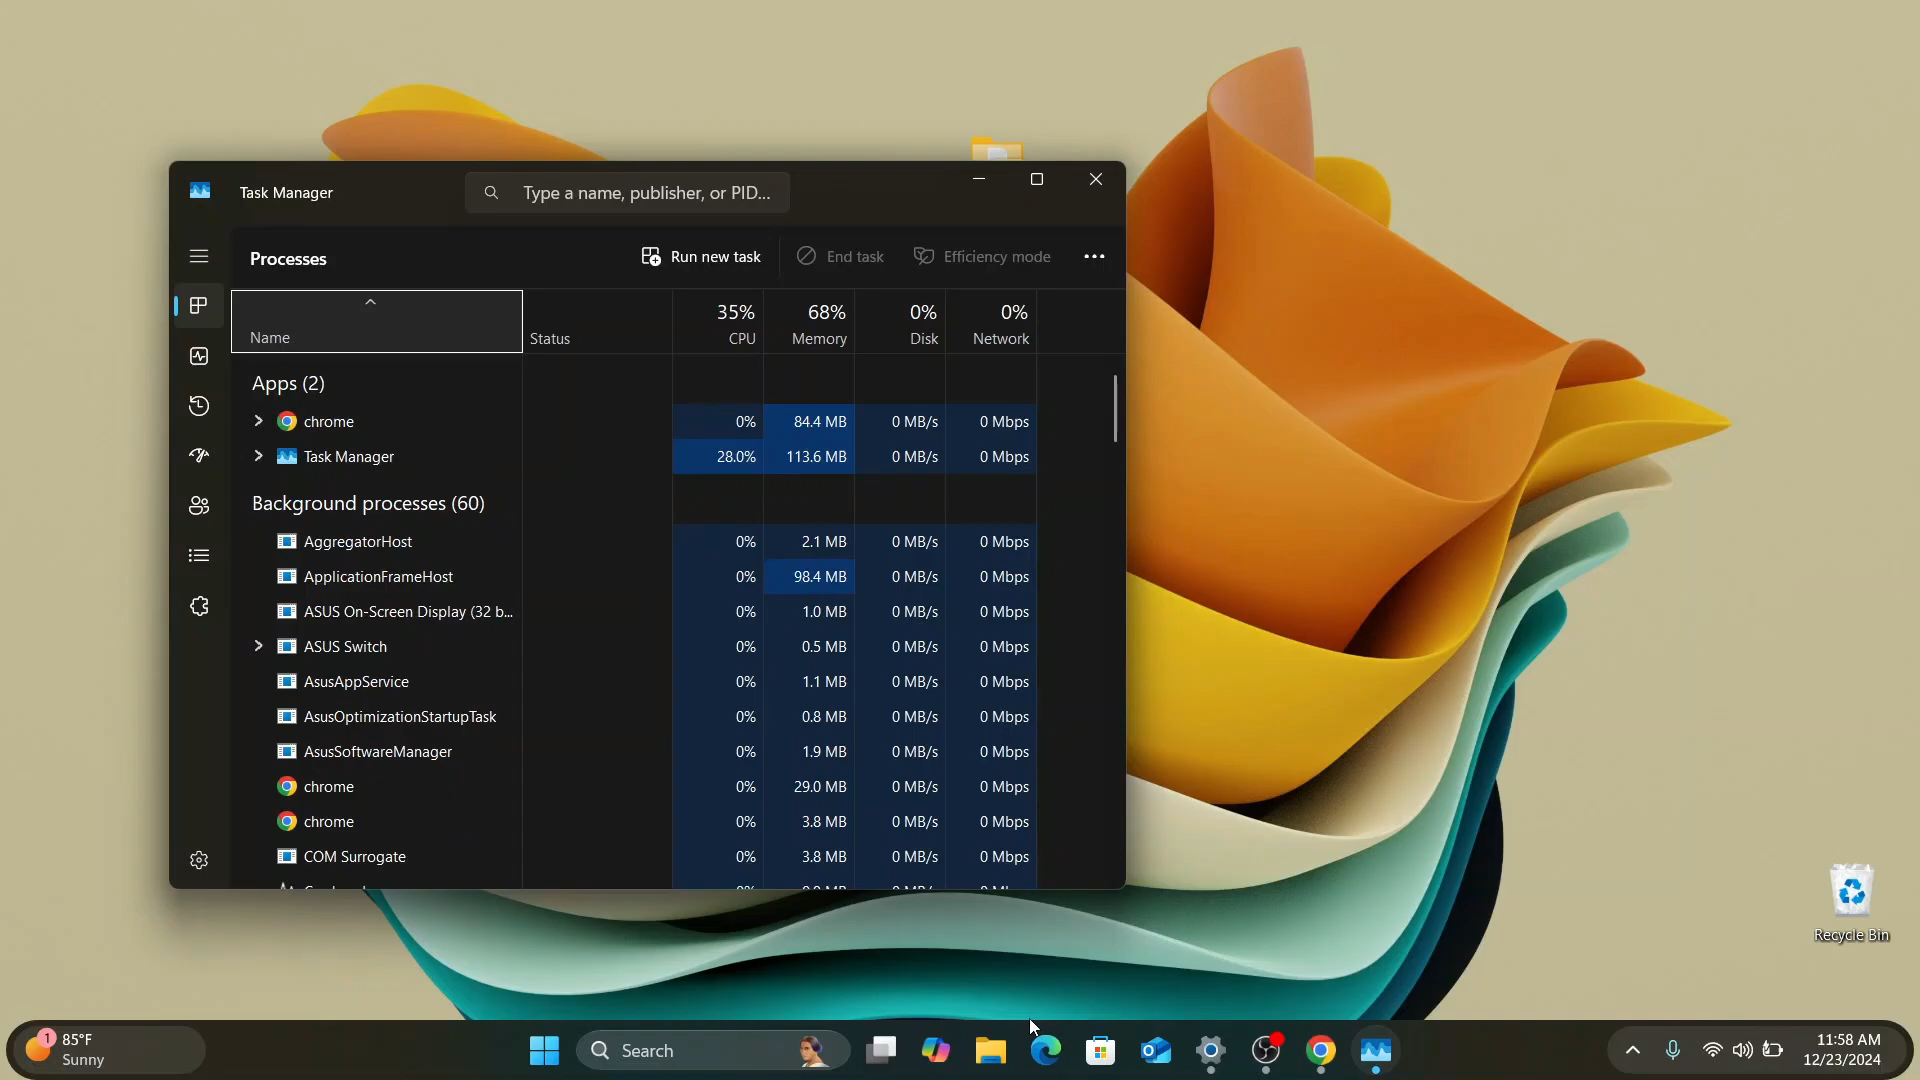 Task Manager
Type a name, publisher, or PID...
Processes
Run new task
End task
Efficiency mode
35% 68% 0% 0%
Name Status CPU Memory Disk Network
Apps (2)
chrome 0% 84.4 MB 0 MB/s 0 Mbps
Task Manager 28.0% 113.6 MB 0 MB/s 0 Mbps
Background processes (60)
AggregatorHost 0% 2.1 MB 0 MB/s 0 Mbps
ApplicationFrameHost 0% 98.4 MB 0 MB/s 0 Mbps
ASUS On-Screen Display (32 b... 0% 1.0 MB 0 MB/s 0 Mbps
ASUS Switch 0% 0.5 MB 0 MB/s 0 Mbps
AsusAppService 0% 1.1 MB 0 MB/s 0 Mbps
AsusOptimizationStartupTask 0% 0.8 MB 0 MB/s 0 Mbps
AsusSoftwareManager 0% 1.9 MB 0 MB/s 0 Mbps
chrome 0% 29.0 MB 0 MB/s 0 Mbps
chrome 0% 3.8 MB 0 MB/s 0 Mbps
COM Surrogate 0% 3.8 MB 0 MB/s 0 Mbps
Recycle Bin
1
85°F
Sunny
Search
11:58 AM
12/23/2024